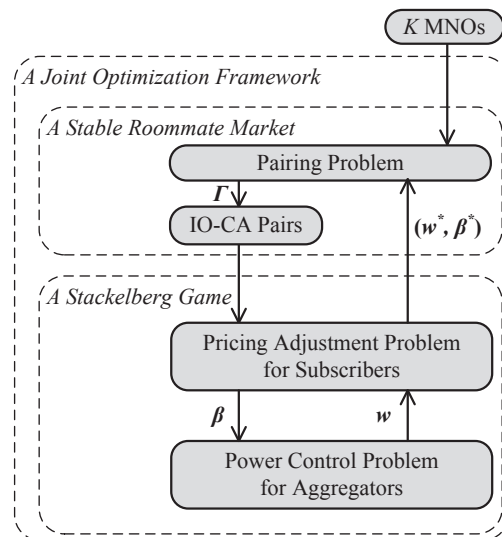 K MNOs
A Joint Optimization Framework
A Stable Roommate Market
Pairing Problem
Γ
IO-CA Pairs
(w*, β*)
A Stackelberg Game
Pricing Adjustment Problem
for Subscribers
β
w
Power Control Problem
for Aggregators